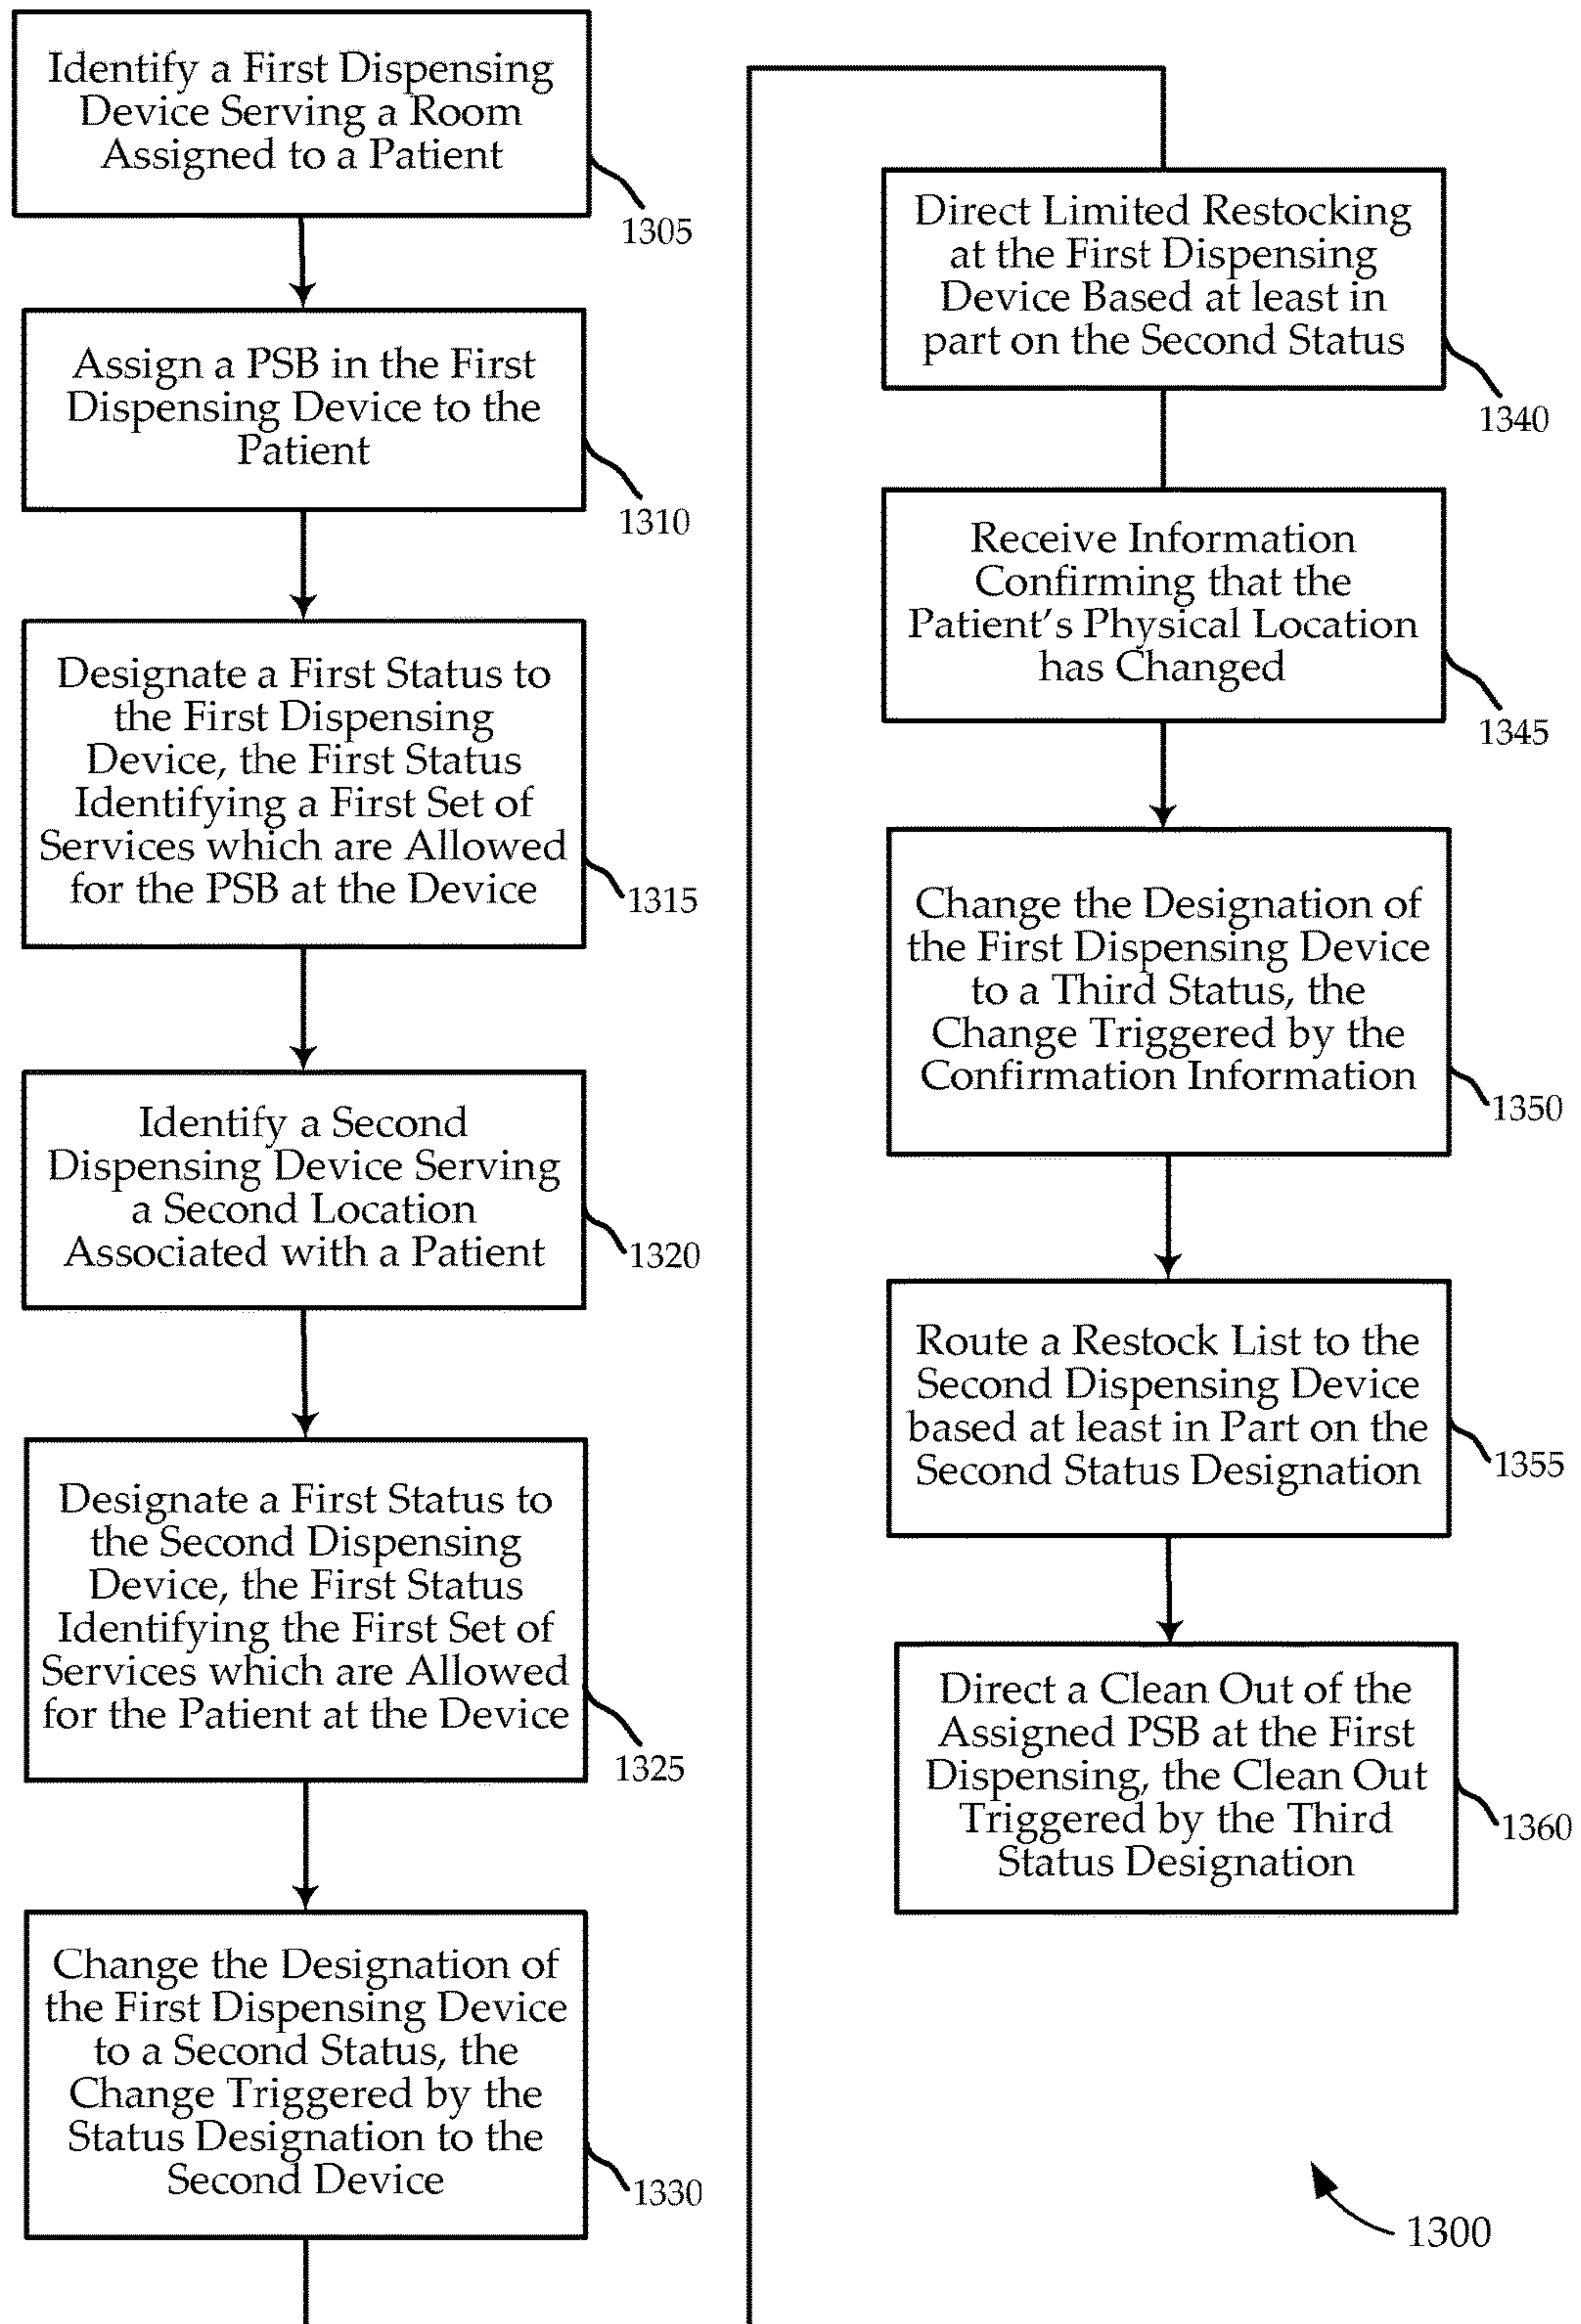 Identify a First Dispensing
Device Serving a Room
Assigned to a Patient
1305
Assign a PSB in the First
Dispensing Device to the
Patient
1310
Designate a First Status to
the First Dispensing
Device, the First Status
Identifying a First Set of
Services which are Allowed
for the PSB at the Device
1315
Identify a Second
Dispensing Device Serving
a Second Location
Associated with a Patient
1320
Designate a First Status to
the Second Dispensing
Device, the First Status
Identifying the First Set of
Services which are Allowed
for the Patient at the Device
1325
Change the Designation of
the First Dispensing Device
to a Second Status, the
Change Triggered by the
Status Designation to the
Second Device
1330
Direct Limited Restocking
at the First Dispensing
Device Based at least in
part on the Second Status
1340
Receive Information
Confirming that the
Patient's Physical Location
has Changed
1345
Change the Designation of
the First Dispensing Device
to a Third Status, the
Change Triggered by the
Confirmation Information
1350
Route a Restock List to the
Second Dispensing Device
based at least in Part on the
Second Status Designation
1355
Direct a Clean Out of the
Assigned PSB at the First
Dispensing, the Clean Out
Triggered by the Third
Status Designation
1360
1300